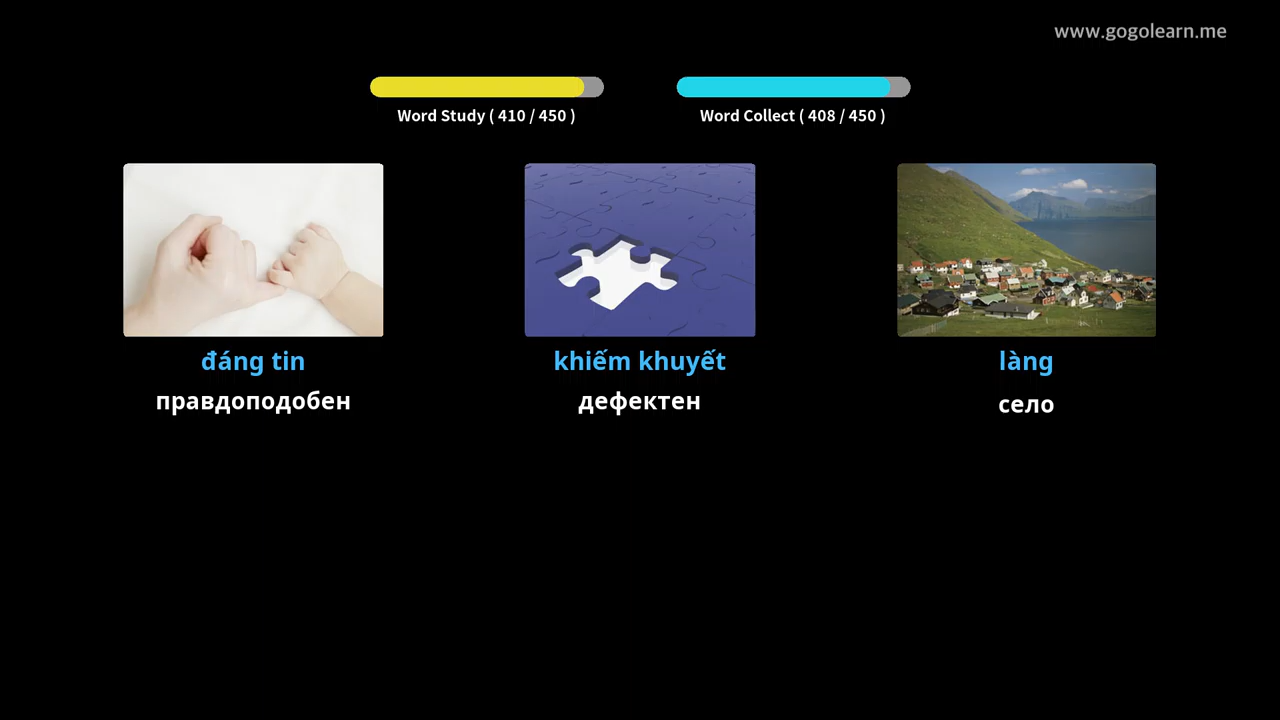 www.gogolearn.me
Word Study ( 410 / 450 )
Word Collect ( 408 / 450 )
đáng tin
правдоподобен
khiếm khuyết
дефектен
làng
село